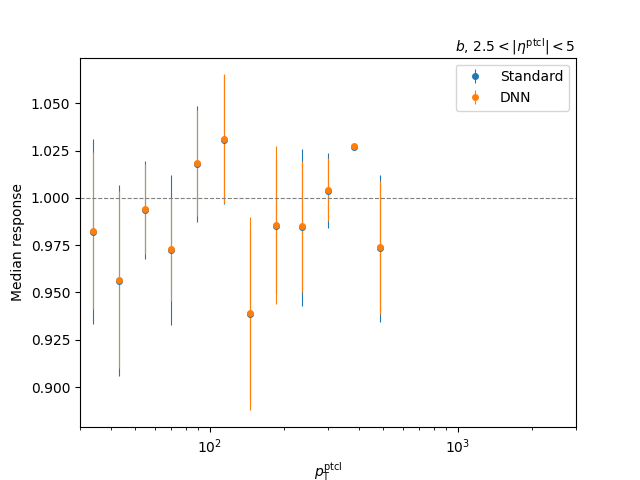 b, 2.5 < |η^ptcl| < 5
Standard
DNN
1.050
1.025
1.000
0.975
0.950
0.925
0.900
Median response
10^2
10^3
p_T^ptcl